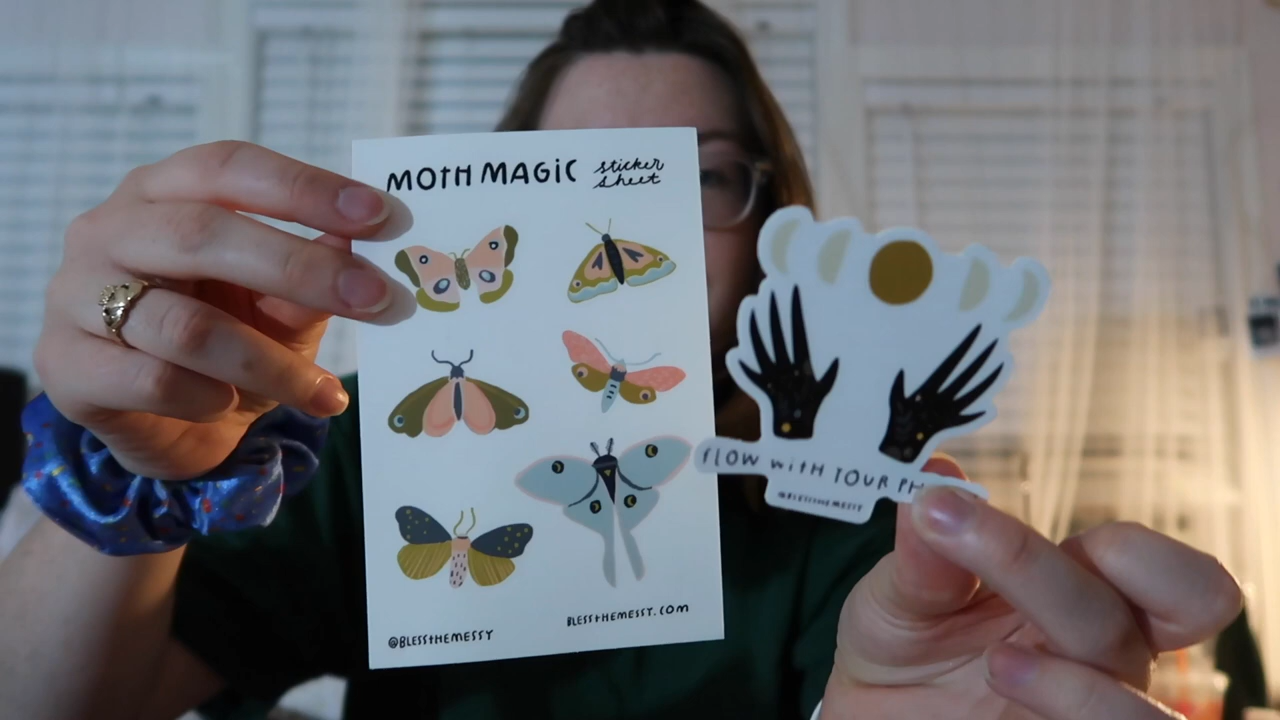 MOTH MAGIC
sticker
sheet
@BLESSTHEMESSY
BLESSTHEMESSY.COM
FLOW WITH YOUR
@BLESSTHEMESSY